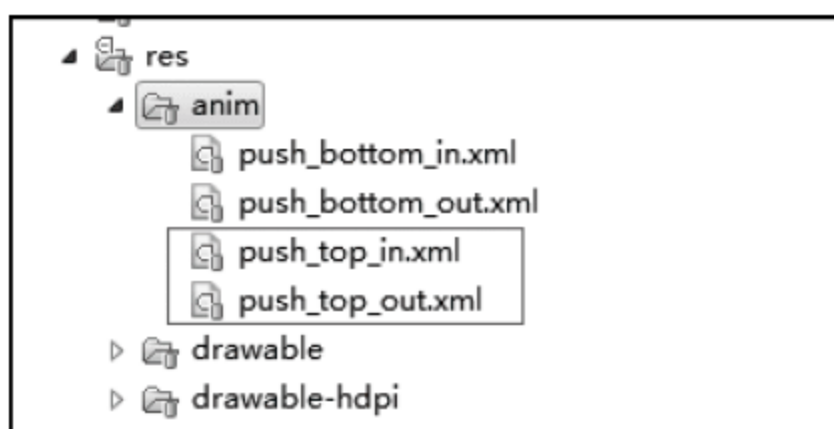 res
anim
push_bottom_in.xml
push_bottom_out.xml
push_top_in.xml
push_top_out.xml
drawable
drawable-hdpi